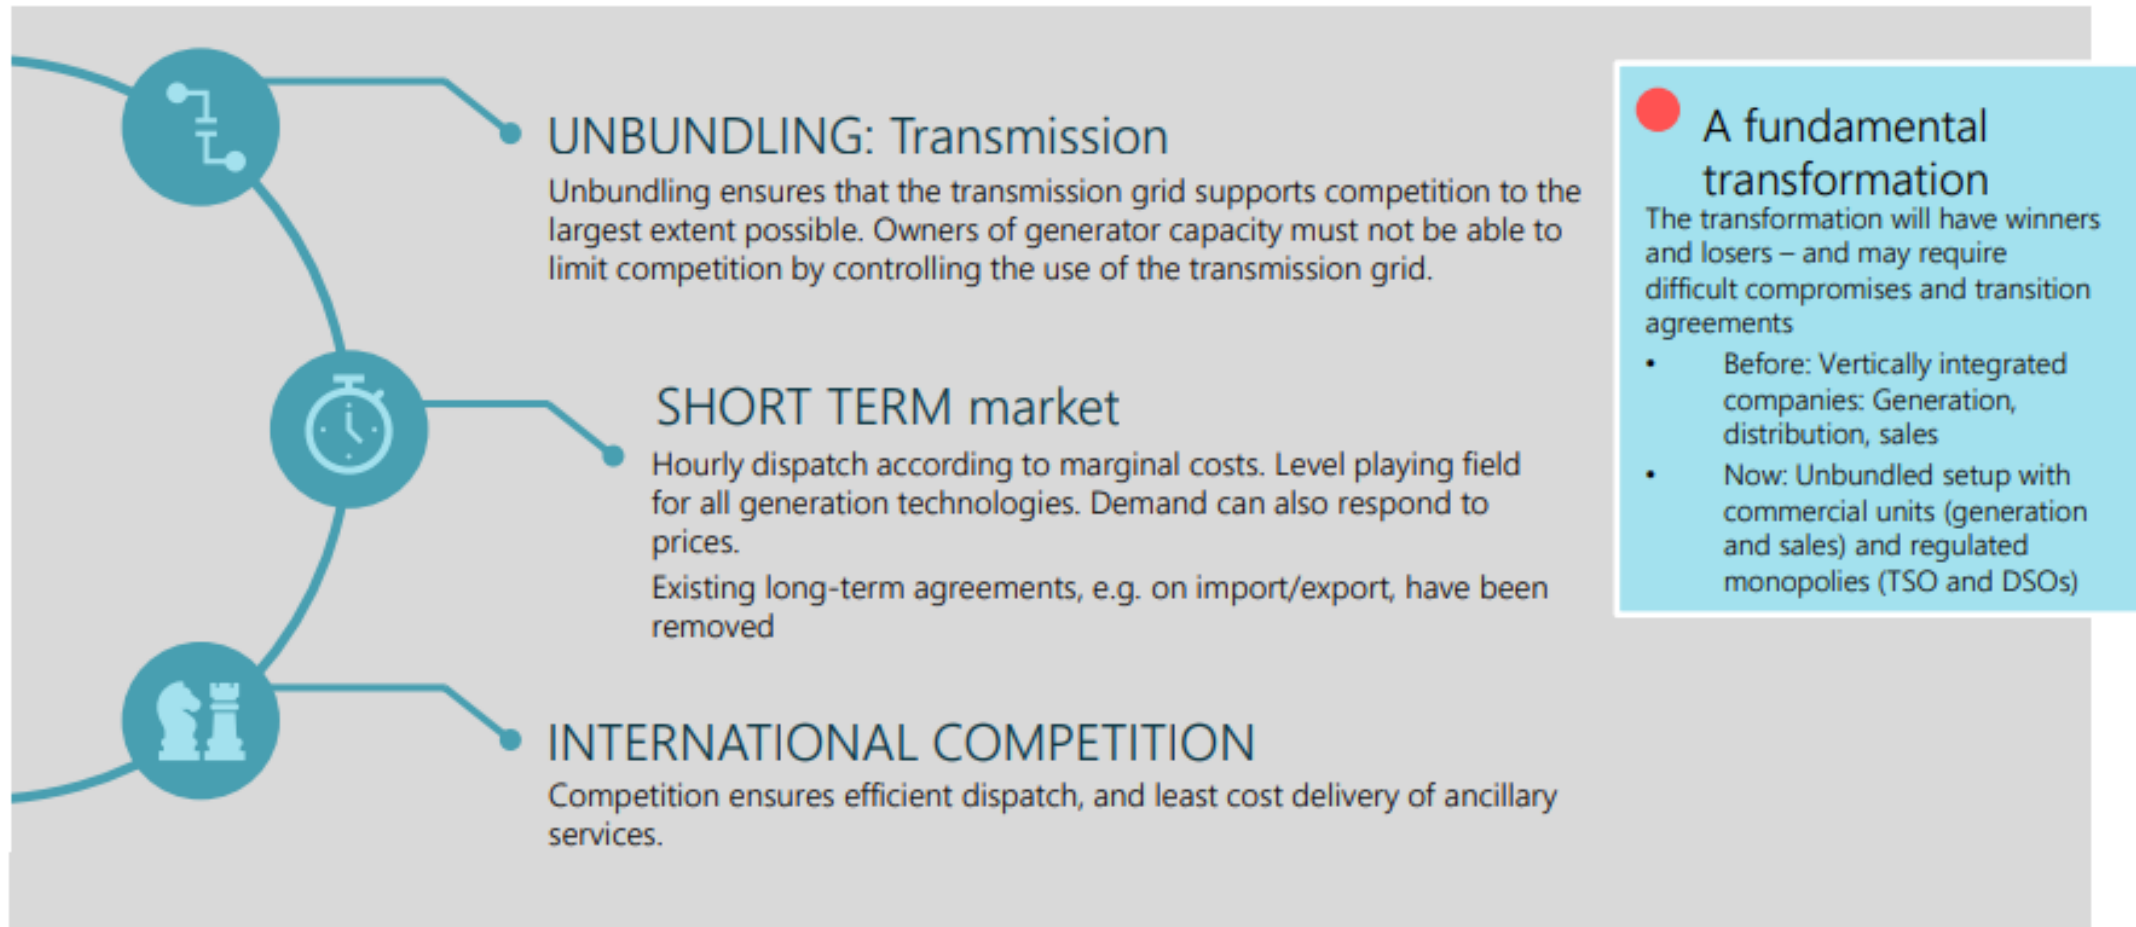 UNBUNDLING: Transmission
Unbundling ensures that the transmission grid supports competition to the
largest extent possible. Owners of generator capacity must not be able to
limit competition by controlling the use of the transmission grid.
SHORT TERM market
Hourly dispatch according to marginal costs. Level playing field
for all generation technologies. Demand can also respond to
prices.
Existing long-term agreements, e.g. on import/export, have been
removed
INTERNATIONAL COMPETITION
Competition ensures efficient dispatch, and least cost delivery of ancillary
services.
A fundamental
transformation
The transformation will have winners
and losers – and may require
difficult compromises and transition
agreements
• Before: Vertically integrated
companies: Generation,
distribution, sales
• Now: Unbundled setup with
commercial units (generation
and sales) and regulated
monopolies (TSO and DSOs)